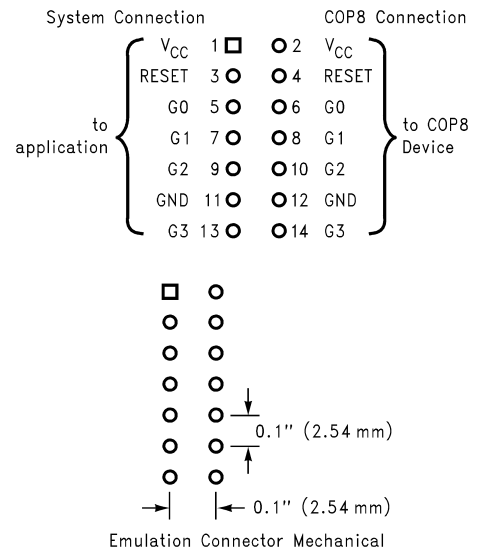 System Connection COP8 Connection
VCC 1 2 VCC
RESET 3 4 RESET
G0 5 6 G0
to application
G1 7 8 G1
to COP8 Device
G2 9 10 G2
GND 11 12 GND
G3 13 14 G3
0.1" (2.54 mm)
0.1" (2.54 mm)
Emulation Connector Mechanical